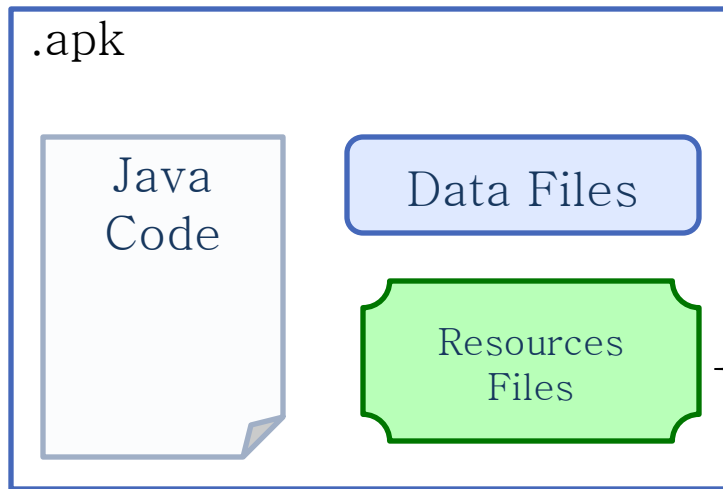 .apk
Java
Code
Data Files
Resources
Files